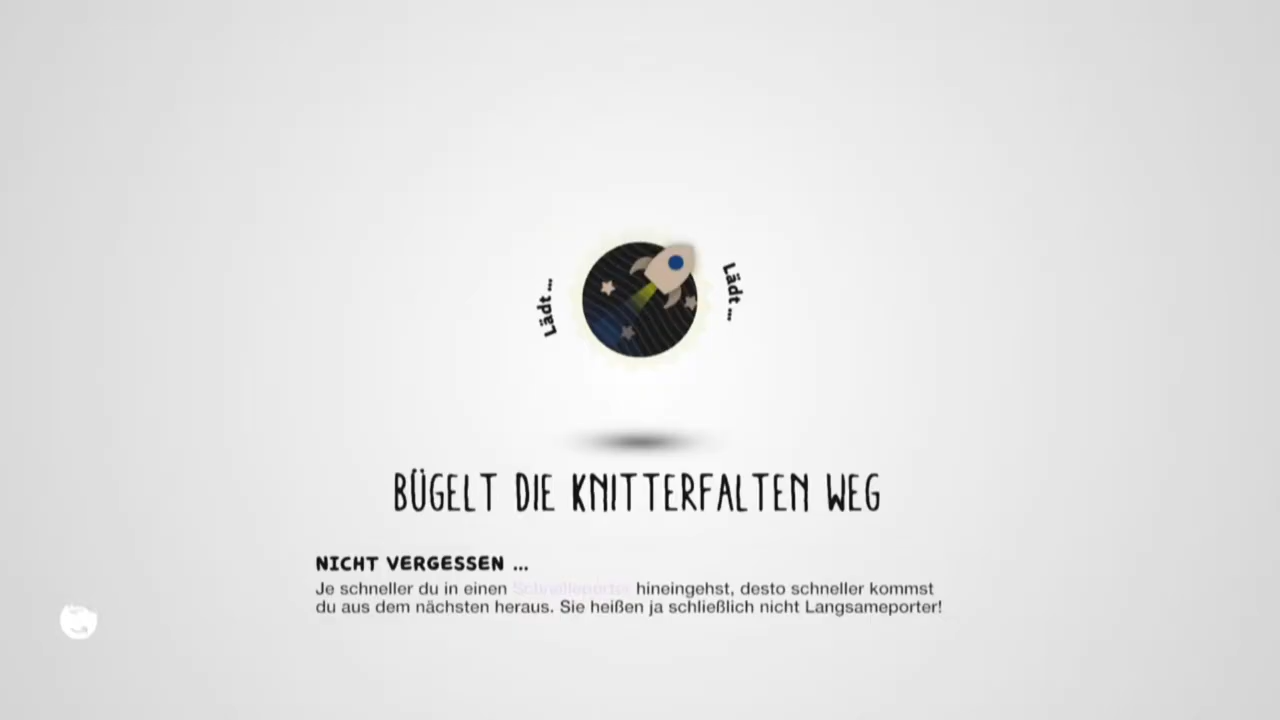 Lädt ...
Lädt ...
BÜGELT DIE KNITTERFALTEN WEG
NICHT VERGESSEN ...
Je schneller du in einen Schnelleporter hineingehst, desto schneller kommst
du aus dem nächsten heraus. Sie heißen ja schließlich nicht Langsameporter!